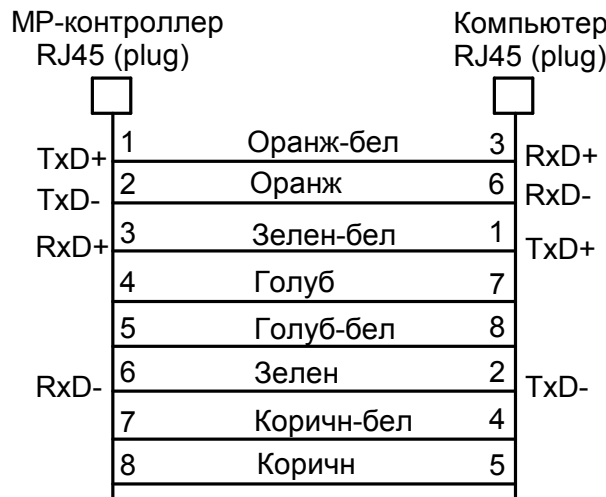 МР-контроллер Компьютер
RJ45 (plug) RJ45 (plug)
TxD+ 1 Оранж-бел 3 RxD+
TxD- 2 Оранж 6 RxD-
RxD+ 3 Зелен-бел 1 TxD+
4 Голуб 7
5 Голуб-бел 8
RxD- 6 Зелен 2 TxD-
7 Коричн-бел 4
8 Коричн 5